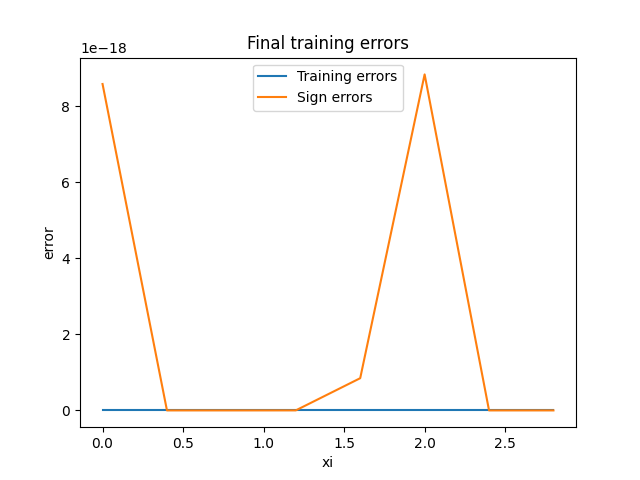 Final training errors
1e−18
Training errors
Sign errors
8
6
4
2
0
error
0.0 0.5 1.0 1.5 2.0 2.5
xi